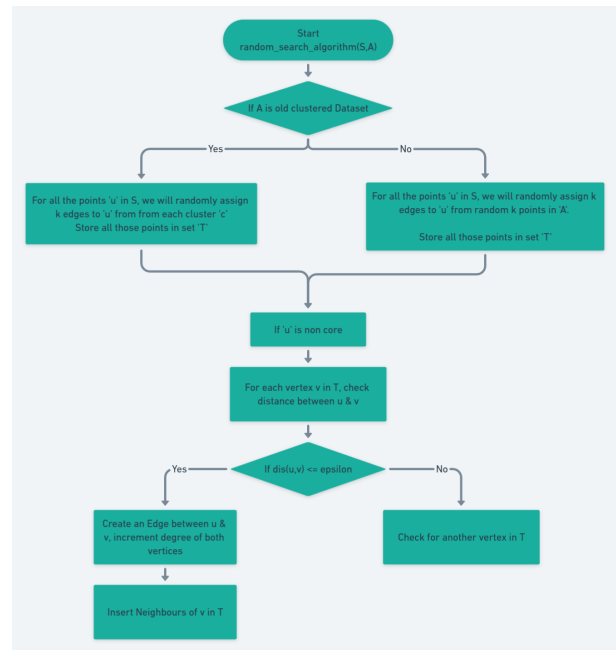 Start
random_search_algorithm(S,A)
If A is old clustered Dataset
Yes
No
For all the points 'u' in S, we will randomly assign
k edges to 'u' from from each cluster 'c'
Store all those points in set 'T'
For all the points 'u' in S, we will randomly assign k
edges to 'u' from random k points in 'A'.
Store all those points in set 'T'
If 'u' is non core
For each vertex v in T, check
distance between u & v
Yes
If dis(u,v) <= epsilon
No
Create an Edge between u &
v, increment degree of both
vertices
Check for another vertex in T
Insert Neighbours of v in T